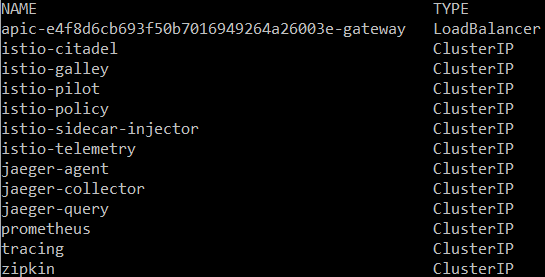 NAME TYPE
apic-e4f8d6cb693f50b7016949264a26003e-gateway LoadBalancer
istio-citadel ClusterIP
istio-galley ClusterIP
istio-pilot ClusterIP
istio-policy ClusterIP
istio-sidecar-injector ClusterIP
istio-telemetry ClusterIP
jaeger-agent ClusterIP
jaeger-collector ClusterIP
jaeger-query ClusterIP
prometheus ClusterIP
tracing ClusterIP
zipkin ClusterIP